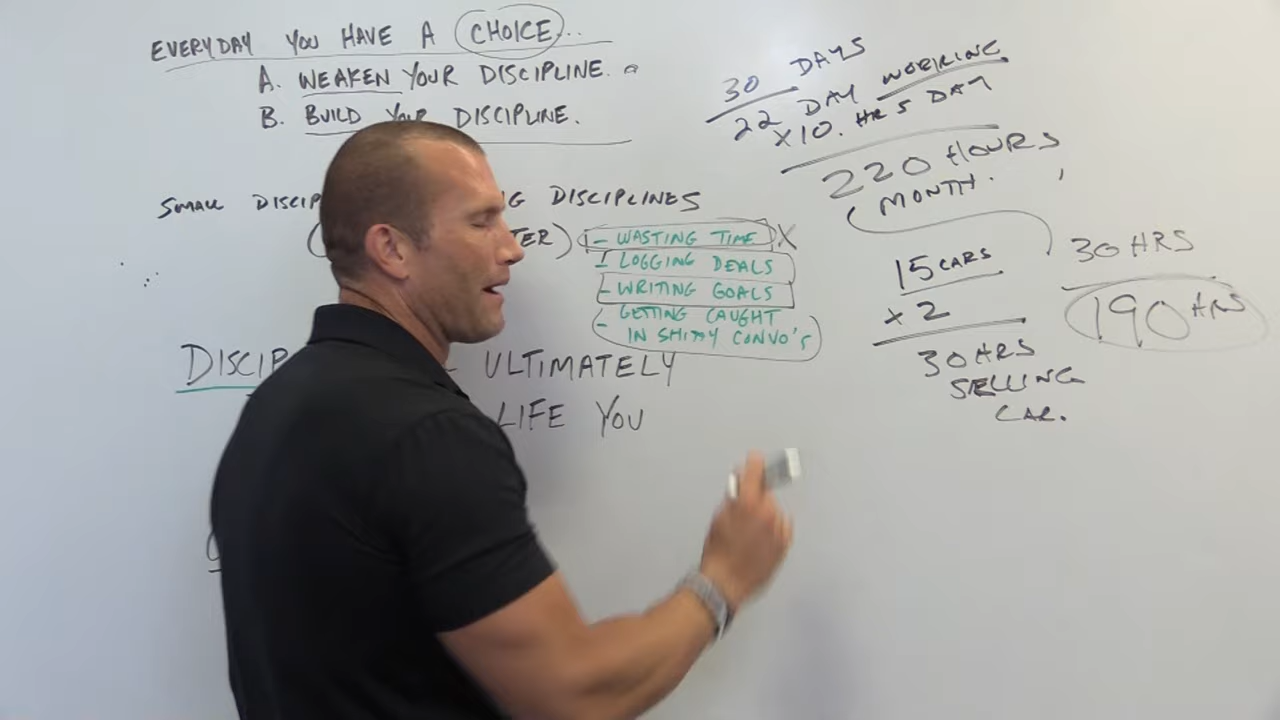 EVERYDAY YOU HAVE A CHOICE...
A. WEAKEN YOUR DISCIPLINE.
B. BUILD YOUR DISCIPLINE.
SMALL DISCIP G DISCIPLINES
TER)
- WASTING TIME X
- LOGGING DEALS
- WRITING GOALS
- GETTING CAUGHT
IN SHITTY CONVO'S
DISCIP ULTIMATELY
LIFE YOU
30 DAYS
22 DAY WORKING
X10. HRS DAY
220 HOURS
MONTH.
15 CARS
X 2
30 HRS
SELLING
CAR.
30 HRS
190 HRS